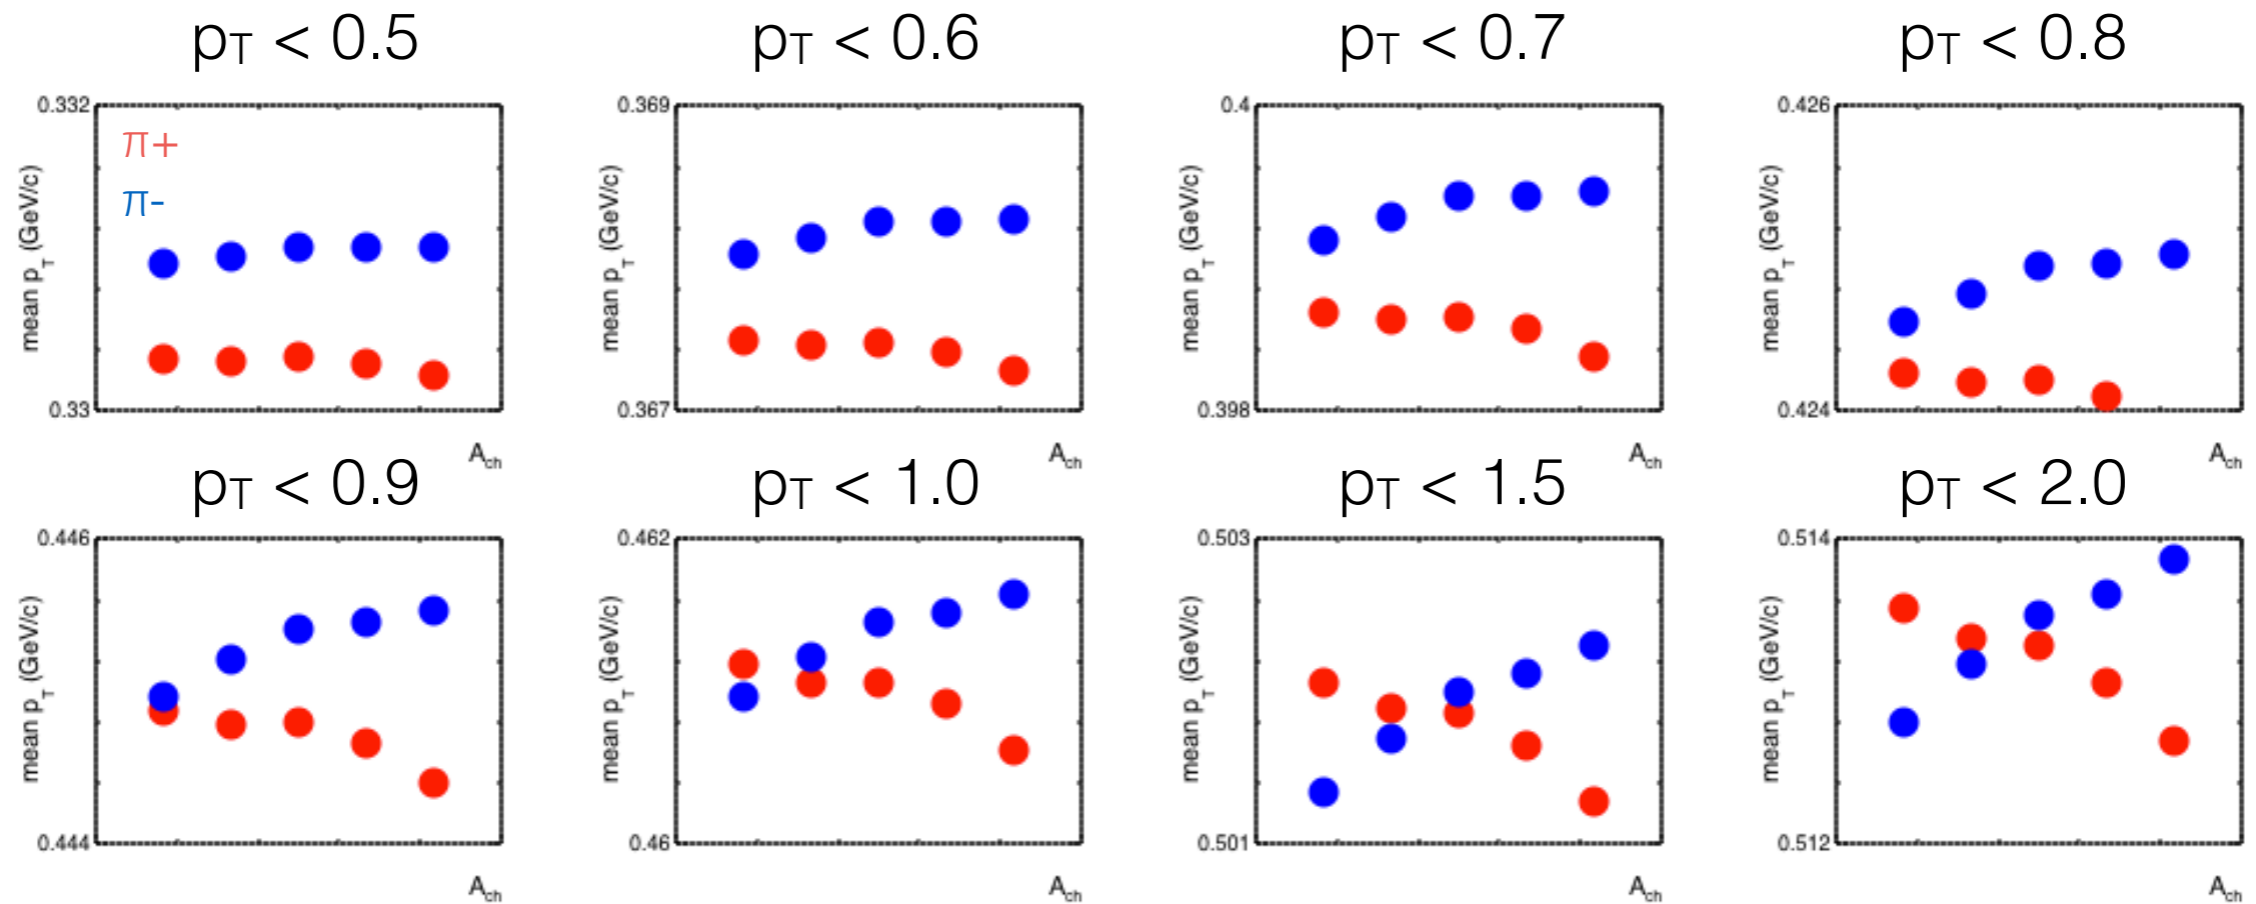 pT < 0.5
pT < 0.6
pT < 0.7
pT < 0.8
0.332
π+
π-
mean pT (GeV/c)
0.33
Ach
0.369
mean pT (GeV/c)
0.367
Ach
0.4
mean pT (GeV/c)
0.398
Ach
0.426
mean pT (GeV/c)
0.424
Ach
pT < 0.9
pT < 1.0
pT < 1.5
pT < 2.0
0.446
mean pT (GeV/c)
0.444
Ach
0.462
mean pT (GeV/c)
0.46
Ach
0.503
mean pT (GeV/c)
0.501
Ach
0.514
mean pT (GeV/c)
0.512
Ach